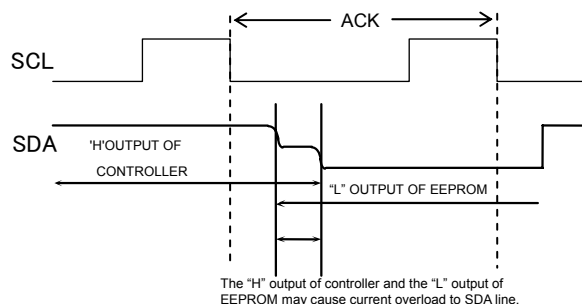 ACK
SCL
SDA
'H'OUTPUT OF
CONTROLLER
“L” OUTPUT OF EEPROM
The “H” output of controller and the “L” output of
EEPROM may cause current overload to SDA line.